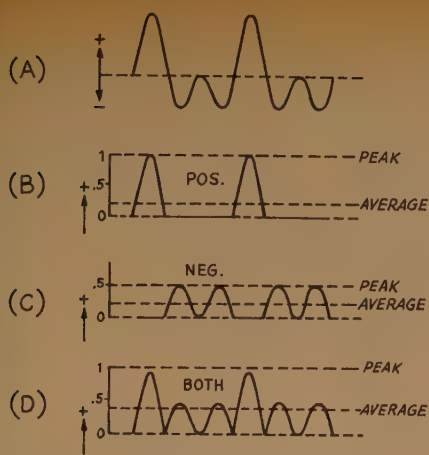 (A)
+
−
(B)
+
1
.5
0
POS.
PEAK
AVERAGE
(C)
+
.5
0
NEG.
PEAK
AVERAGE
(D)
+
1
.5
0
BOTH
PEAK
AVERAGE